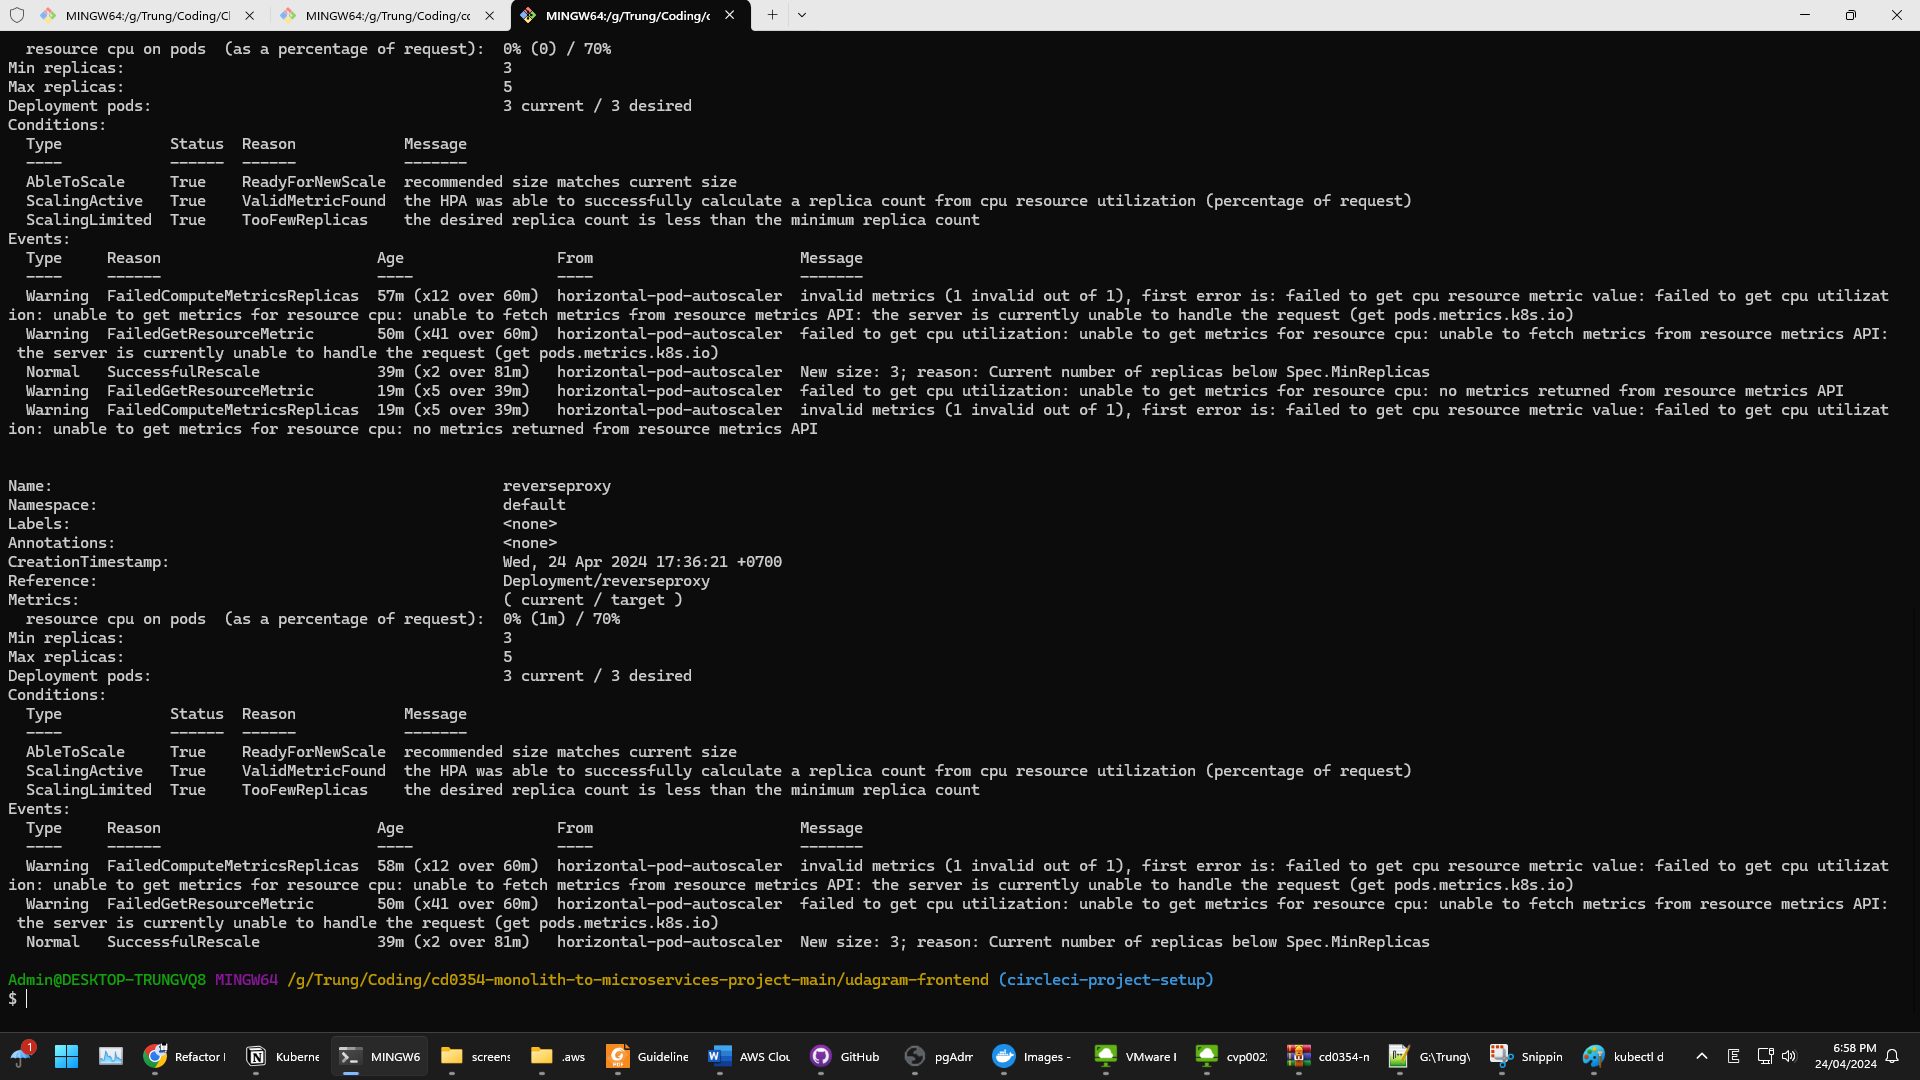 MINGW64:/g/Trung/Coding/Cl
MINGW64:/g/Trung/Coding/cc
MINGW64:/g/Trung/Coding/c
resource cpu on pods  (as a percentage of request):  0% (0) / 70%
Min replicas:  3
Max replicas:  5
Deployment pods:  3 current / 3 desired
Conditions:
Type  Status  Reason  Message
----  ------  ------  -------
AbleToScale  True  ReadyForNewScale  recommended size matches current size
ScalingActive  True  ValidMetricFound  the HPA was able to successfully calculate a replica count from cpu resource utilization (percentage of request)
ScalingLimited  True  TooFewReplicas  the desired replica count is less than the minimum replica count
Events:
Type  Reason  Age  From  Message
----  ------  ----  ----  -------
Warning  FailedComputeMetricsReplicas  57m (x12 over 60m)  horizontal-pod-autoscaler  invalid metrics (1 invalid out of 1), first error is: failed to get cpu resource metric value: failed to get cpu utilizat
ion: unable to get metrics for resource cpu: unable to fetch metrics from resource metrics API: the server is currently unable to handle the request (get pods.metrics.k8s.io)
Warning  FailedGetResourceMetric  50m (x41 over 60m)  horizontal-pod-autoscaler  failed to get cpu utilization: unable to get metrics for resource cpu: unable to fetch metrics from resource metrics API:
the server is currently unable to handle the request (get pods.metrics.k8s.io)
Normal  SuccessfulRescale  39m (x2 over 81m)  horizontal-pod-autoscaler  New size: 3; reason: Current number of replicas below Spec.MinReplicas
Warning  FailedGetResourceMetric  19m (x5 over 39m)  horizontal-pod-autoscaler  failed to get cpu utilization: unable to get metrics for resource cpu: no metrics returned from resource metrics API
Warning  FailedComputeMetricsReplicas  19m (x5 over 39m)  horizontal-pod-autoscaler  invalid metrics (1 invalid out of 1), first error is: failed to get cpu resource metric value: failed to get cpu utilizat
ion: unable to get metrics for resource cpu: no metrics returned from resource metrics API
Name:  reverseproxy
Namespace:  default
Labels:  <none>
Annotations:  <none>
CreationTimestamp:  Wed, 24 Apr 2024 17:36:21 +0700
Reference:  Deployment/reverseproxy
Metrics:  ( current / target )
resource cpu on pods  (as a percentage of request):  0% (1m) / 70%
Min replicas:  3
Max replicas:  5
Deployment pods:  3 current / 3 desired
Conditions:
Type  Status  Reason  Message
----  ------  ------  -------
AbleToScale  True  ReadyForNewScale  recommended size matches current size
ScalingActive  True  ValidMetricFound  the HPA was able to successfully calculate a replica count from cpu resource utilization (percentage of request)
ScalingLimited  True  TooFewReplicas  the desired replica count is less than the minimum replica count
Events:
Type  Reason  Age  From  Message
----  ------  ----  ----  -------
Warning  FailedComputeMetricsReplicas  58m (x12 over 60m)  horizontal-pod-autoscaler  invalid metrics (1 invalid out of 1), first error is: failed to get cpu resource metric value: failed to get cpu utilizat
ion: unable to get metrics for resource cpu: unable to fetch metrics from resource metrics API: the server is currently unable to handle the request (get pods.metrics.k8s.io)
Warning  FailedGetResourceMetric  50m (x41 over 60m)  horizontal-pod-autoscaler  failed to get cpu utilization: unable to get metrics for resource cpu: unable to fetch metrics from resource metrics API:
the server is currently unable to handle the request (get pods.metrics.k8s.io)
Normal  SuccessfulRescale  39m (x2 over 81m)  horizontal-pod-autoscaler  New size: 3; reason: Current number of replicas below Spec.MinReplicas
Admin@DESKTOP-TRUNGVQ8 MINGW64 /g/Trung/Coding/cd0354-monolith-to-microservices-project-main/udagram-frontend (circleci-project-setup)
$
1
Refactor
Kuberne
MINGW6
screens
.aws
Guideline
AWS Clou
GitHub
pgAdm
Images -
VMware
cvp002
cd0354-n
G:\Trung\
Snippin
kubectl d
6:58 PM
24/04/2024